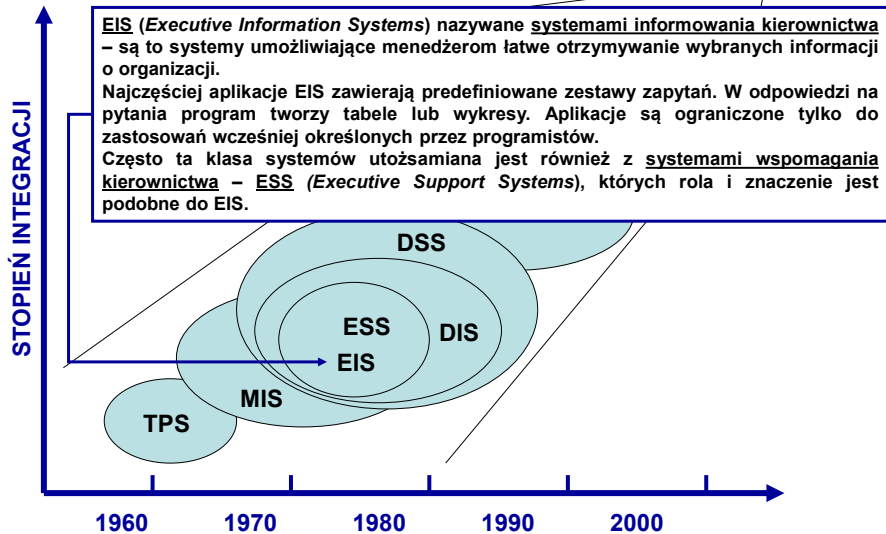 EIS (Executive Information Systems) nazywane systemami informowania kierownictwa
– są to systemy umożliwiające menedżerom łatwe otrzymywanie wybranych informacji
o organizacji.
Najczęściej aplikacje EIS zawierają predefiniowane zestawy zapytań. W odpowiedzi na
pytania program tworzy tabele lub wykresy. Aplikacje są ograniczone tylko do
zastosowań wcześniej określonych przez programistów.
Często ta klasa systemów utożsamiana jest również z systemami wspomagania
kierownictwa – ESS (Executive Support Systems), których rola i znaczenie jest
podobne do EIS.
STOPIEŃ INTEGRACJI
DSS
ESS
DIS
EIS
MIS
TPS
1960 1970 1980 1990 2000